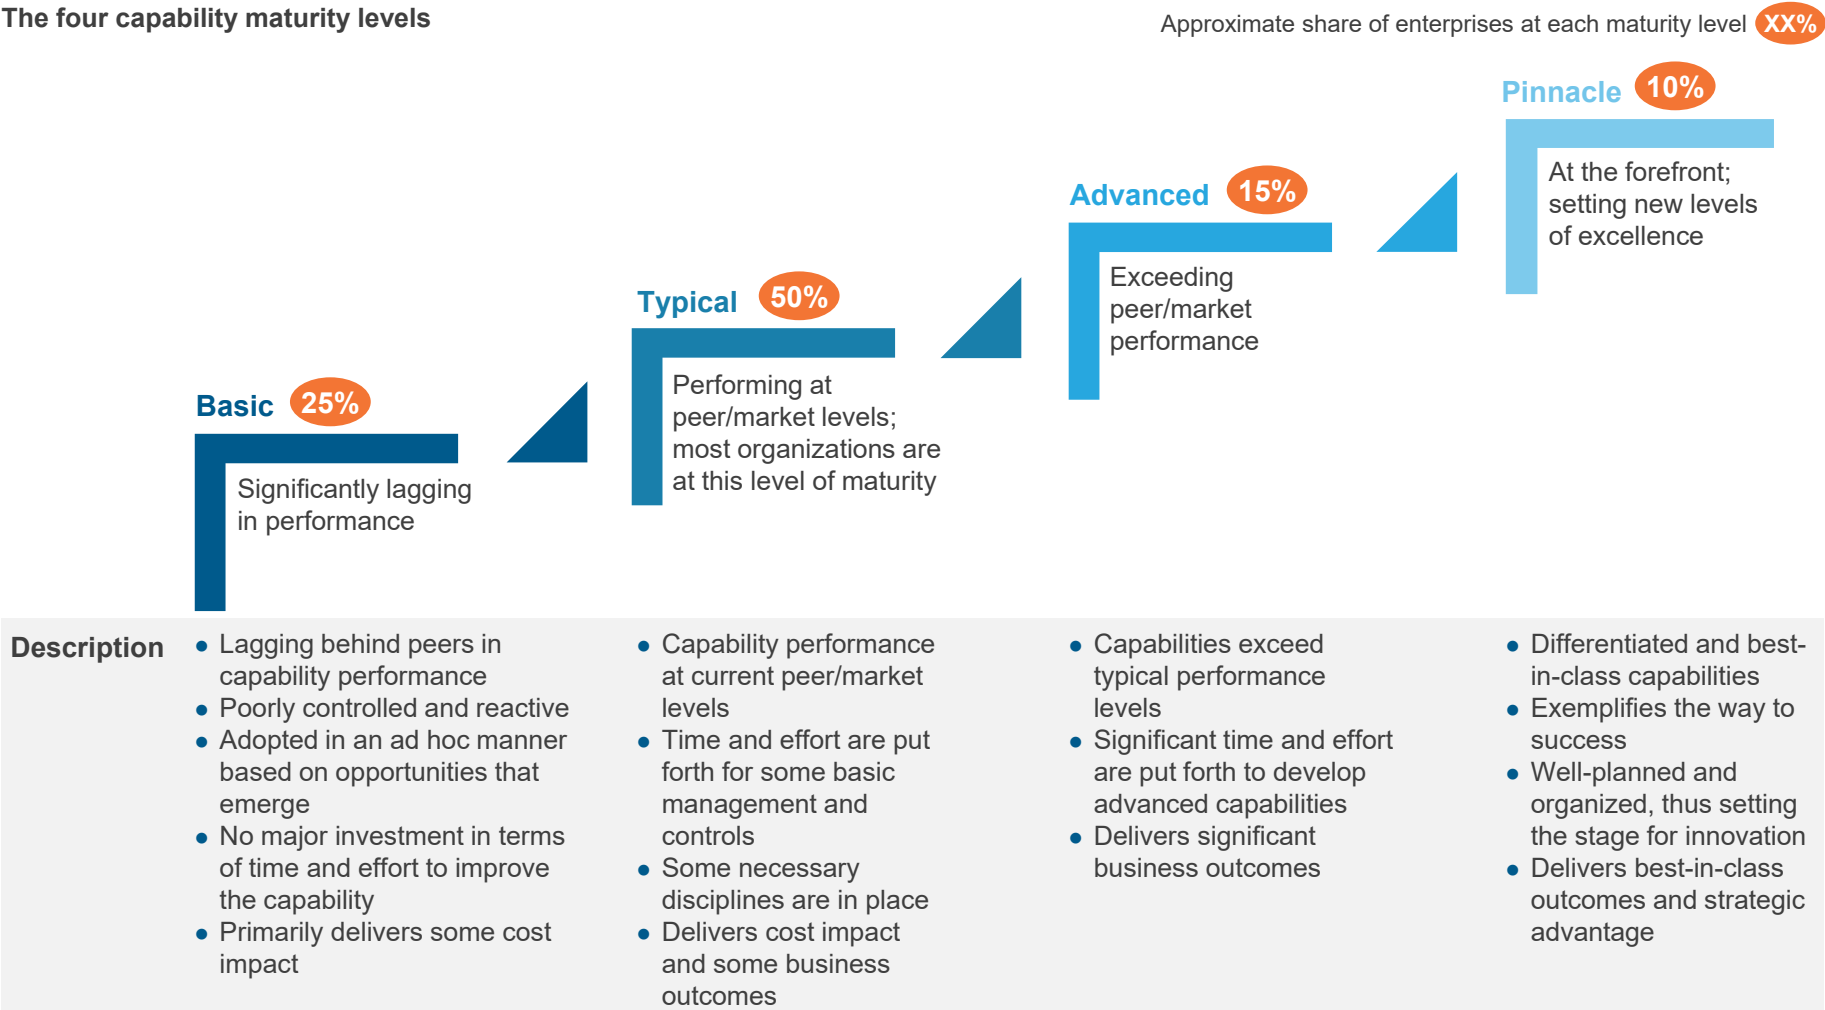 The four capability maturity levels
Approximate share of enterprises at each maturity level XX%
Pinnacle 10%
At the forefront;
setting new levels
of excellence
Advanced 15%
Exceeding
peer/market
performance
Typical 50%
Performing at
peer/market levels;
most organizations are
at this level of maturity
Basic 25%
Significantly lagging
in performance
Description
● Lagging behind peers in
capability performance
● Poorly controlled and reactive
● Adopted in an ad hoc manner
based on opportunities that
emerge
● No major investment in terms
of time and effort to improve
the capability
● Primarily delivers some cost
impact
● Capability performance
at current peer/market
levels
● Time and effort are put
forth for some basic
management and
controls
● Some necessary
disciplines are in place
● Delivers cost impact
and some business
outcomes
● Capabilities exceed
typical performance
levels
● Significant time and effort
are put forth to develop
advanced capabilities
● Delivers significant
business outcomes
● Differentiated and best-
in-class capabilities
● Exemplifies the way to
success
● Well-planned and
organized, thus setting
the stage for innovation
● Delivers best-in-class
outcomes and strategic
advantage